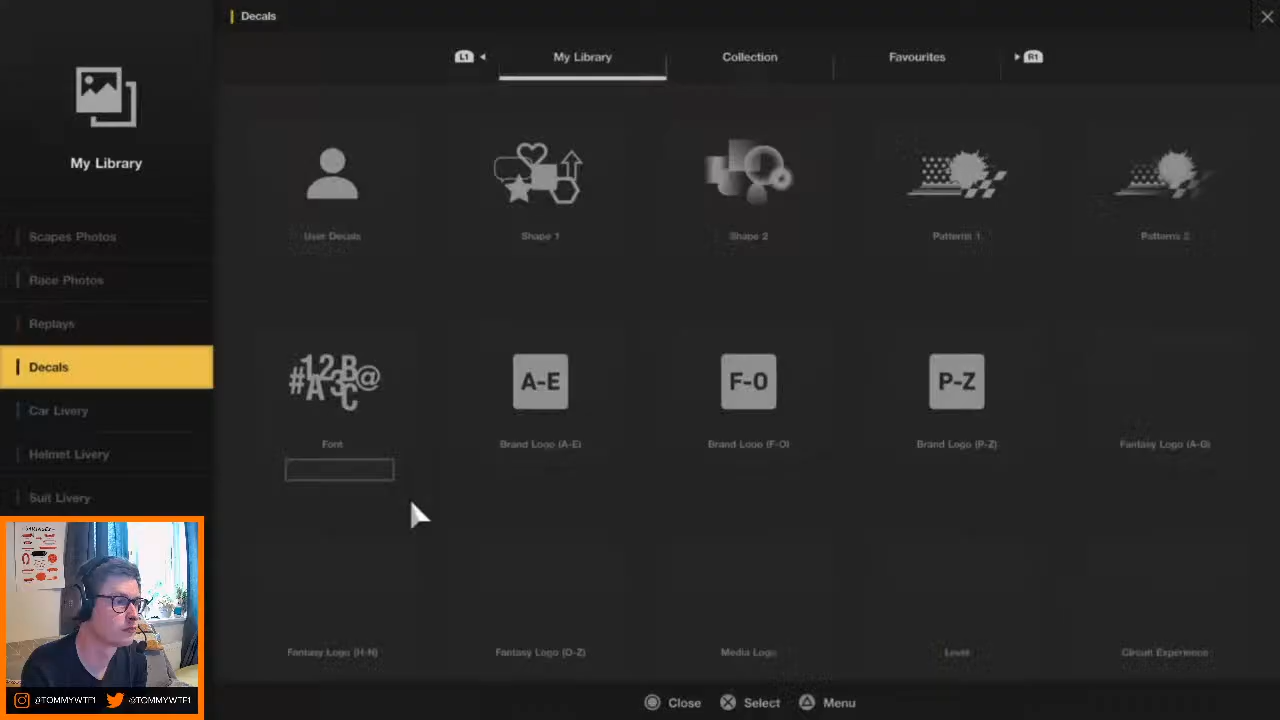 Decals
L1
My Library
Collection
Favourites
R1
My Library
Scapes Photos
Race Photos
Replays
Decals
Car Livery
Helmet Livery
Suit Livery
User Decals
Shape 1
Shape 2
Patterns 1
Patterns 2
#123ABC@
A-E
F-O
P-Z
Font
Brand Logo (A-E)
Brand Logo (F-O)
Brand Logo (P-Z)
Fantasy Logo (A-G)
Fantasy Logo (H-N)
Fantasy Logo (O-Z)
Media Logo
Level
Circuit Experience
@TOMMYWTF1
@TOMMYWTF1
Close
Select
Menu